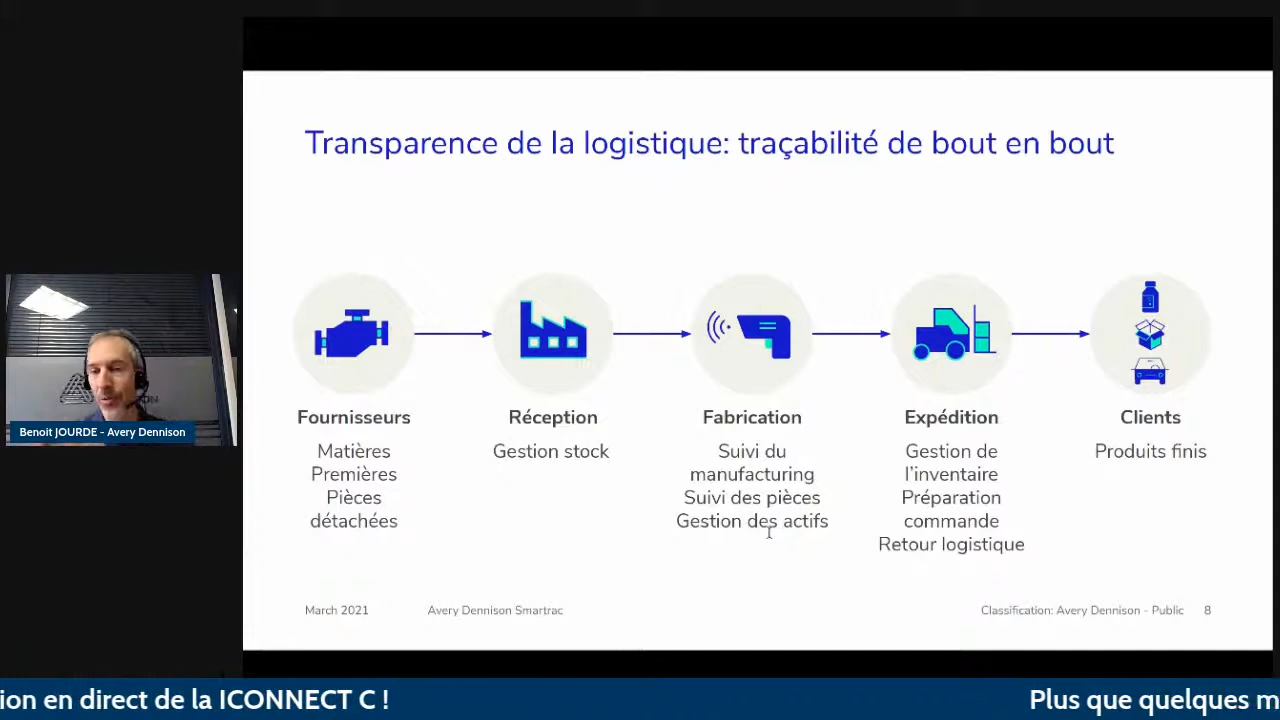 Transparence de la logistique: traçabilité de bout en bout
Fournisseurs
Matières
Premières
Pièces
détachées
Réception
Gestion stock
Fabrication
Suivi du
manufacturing
Suivi des pièces
Gestion des actifs
Expédition
Gestion de
l'inventaire
Préparation
commande
Retour logistique
Clients
Produits finis
March 2021
Avery Dennison Smartrac
Classification: Avery Dennison - Public
8
Benoit JOURDE - Avery Dennison
ion en direct de la ICONNECT C !
Plus que quelques m